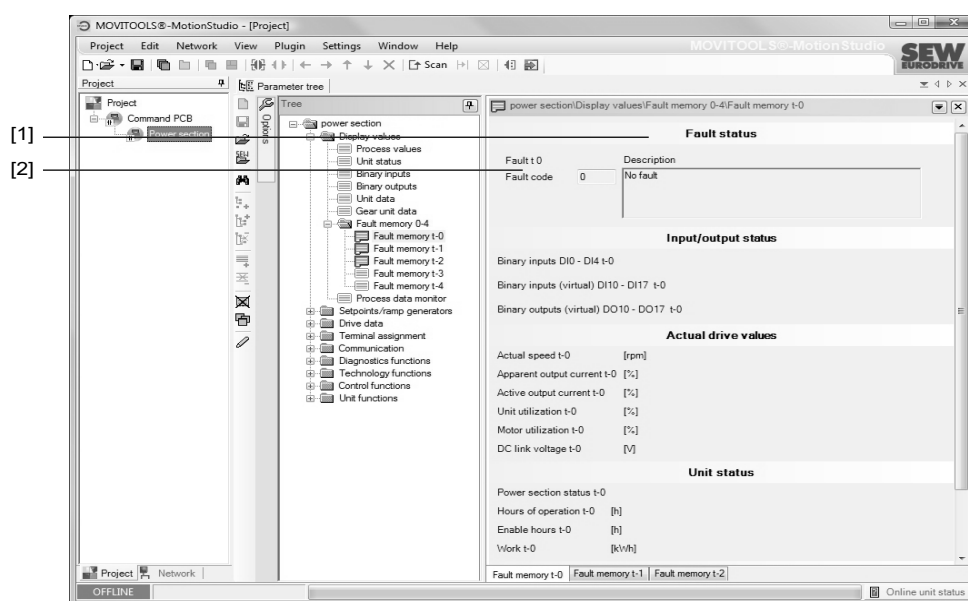 MOVITOOLS®-MotionStudio - [Project]
Project Edit Network View Plugin Settings Window Help
MOVITOOLS®-MotionStudio
SEW
EURODRIVE
Scan
Project
Parameter tree
Project
Command PCB
Power section
Options
Tree
power section
Display values
Process values
Unit status
Binary inputs
Binary outputs
Unit data
Gear unit data
Fault memory 0-4
Fault memory t-0
Fault memory t-1
Fault memory t-2
Fault memory t-3
Fault memory t-4
Process data monitor
Setpoints/ramp generators
Drive data
Terminal assignment
Communication
Diagnostics functions
Technology functions
Control functions
Unit functions
power section\Display values\Fault memory 0-4\Fault memory t-0
[1]
Fault status
[2]
Fault t 0 Description
Fault code 0 No fault
Input/output status
Binary inputs DI0 - DI4 t-0
Binary inputs (virtual) DI10 - DI17 t-0
Binary outputs (virtual) DO10 - DO17 t-0
Actual drive values
Actual speed t-0 [rpm]
Apparent output current t-0 [%]
Active output current t-0 [%]
Unit utilization t-0 [%]
Motor utilization t-0 [%]
DC link voltage t-0 [V]
Unit status
Power section status t-0
Hours of operation t-0 [h]
Enable hours t-0 [h]
Work t-0 [kWh]
Project Network
Fault memory t-0 Fault memory t-1 Fault memory t-2
OFFLINE
Online unit status